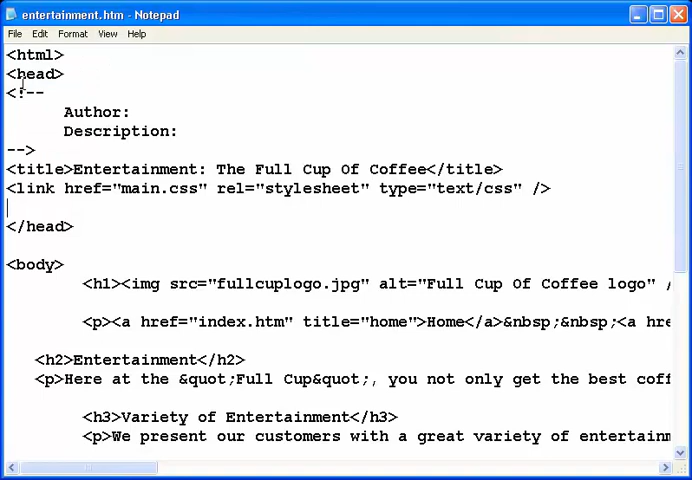 entertainment.htm - Notepad
File Edit Format View Help
<html>
<head>
<!--
Author:
Description:
-->
<title>Entertainment: The Full Cup Of Coffee</title>
<link href="main.css" rel="stylesheet" type="text/css" />
</head>
<body>
<h1><img src="fullcuplogo.jpg" alt="Full Cup Of Coffee logo" /
<p><a href="index.htm" title="home">Home</a>&nbsp;&nbsp;<a hre
<h2>Entertainment</h2>
<p>Here at the &quot;Full Cup&quot;, you not only get the best coff
<h3>Variety of Entertainment</h3>
<p>We present our customers with a great variety of entertainm